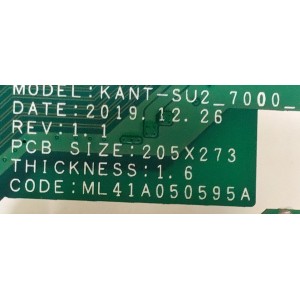 MODEL:KANT-SU2_7000_
DATE:2019.12.26
REV:1.1
PCB SIZE:205X273
THICKNESS:1.6
CODE:ML41A050595A